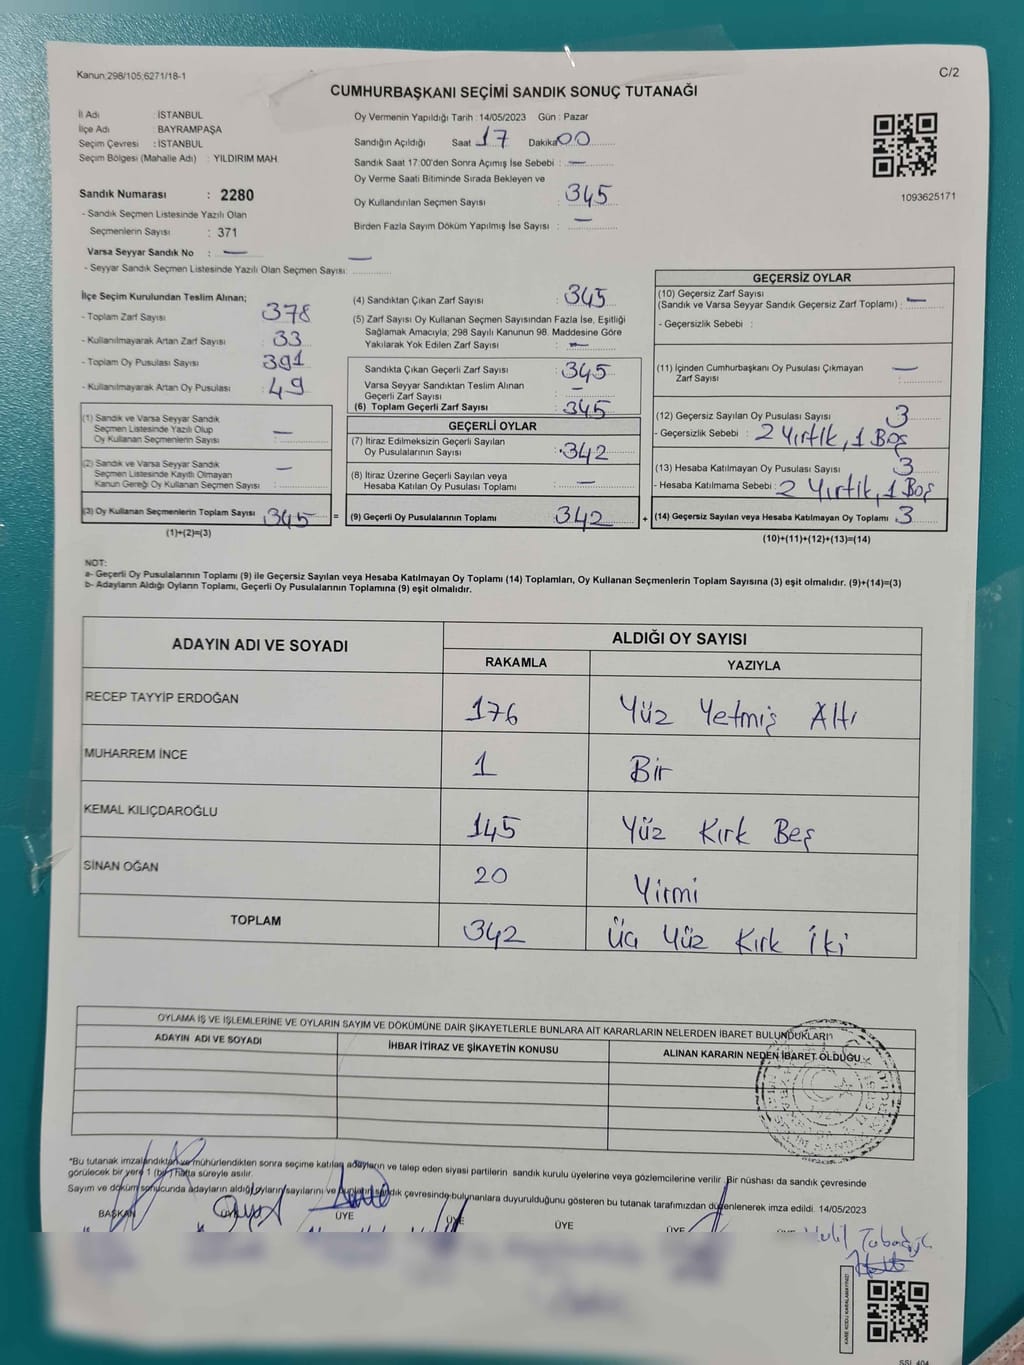 Kanun;298/105;6271/18-1
C/2
CUMHURBAŞKANI SEÇİMİ SANDIK SONUÇ TUTANAĞI
İl Adı : İSTANBUL
İlçe Adı : BAYRAMPAŞA
Seçim Çevresi : İSTANBUL
Seçim Bölgesi (Mahalle Adı) : YILDIRIM MAH.
Oy Vermenin Yapıldığı Tarih : 14/05/2023 Gün : Pazar
Sandığın Açıldığı Saat : 17 Dakika : 00
Sandık Saat 17:00'den Sonra Açımış İse Sebebi : —
Oy Verme Saati Bitiminde Sırada Bekleyen ve
Oy Kullandırılan Seçmen Sayısı : 345
Birden Fazla Sayım Döküm Yapılmış İse Sayısı : —
1093625171
Sandık Numarası : 2280
- Sandık Seçmen Listesinde Yazılı Olan
Seçmenlerin Sayısı : 371
Varsa Seyyar Sandık No : —
- Seyyar Sandık Seçmen Listesinde Yazılı Olan Seçmen Sayısı: —
İlçe Seçim Kurulundan Teslim Alınan;
- Toplam Zarf Sayısı : 378
- Kullanılmayarak Artan Zarf Sayısı : 33
- Toplam Oy Pusulası Sayısı : 391
- Kullanılmayarak Artan Oy Pusulası : 49
(1) Sandık ve Varsa Seyyar Sandık
Seçmen Listesinde Yazılı Olup
Oy Kullanan Seçmenlerin Sayısı : —
(2) Sandık ve Varsa Seyyar Sandık
Seçmen Listesinde Kayıtlı Olmayan
Kanun Gereği Oy Kullanan Seçmen Sayısı : —
(3) Oy Kullanan Seçmenlerin Toplam Sayısı : 345 =
(1)+(2)=(3)
(4) Sandıktan Çıkan Zarf Sayısı : 345
(5) Zarf Sayısı Oy Kullanan Seçmen Sayısından Fazla İse, Eşitliği
Sağlamak Amacıyla; 298 Sayılı Kanunun 98. Maddesine Göre
Yakılarak Yok Edilen Zarf Sayısı : —
Sandıkta Çıkan Geçerli Zarf Sayısı : 345
Varsa Seyyar Sandıktan Teslim Alınan
Geçerli Zarf Sayısı : —
(6) Toplam Geçerli Zarf Sayısı : 345
GEÇERLİ OYLAR
(7) İtiraz Edilmeksizin Geçerli Sayılan
Oy Pusulalarının Sayısı : 342
(8) İtiraz Üzerine Geçerli Sayılan veya
Hesaba Katılan Oy Pusulası Toplamı : —
(9) Geçerli Oy Pusulalarının Toplamı : 342 +
GEÇERSİZ OYLAR
(10) Geçersiz Zarf Sayısı
(Sandık ve Varsa Seyyar Sandık Geçersiz Zarf Toplamı) : —
- Geçersizlik Sebebi :
(11) İçinden Cumhurbaşkanı Oy Pusulası Çıkmayan
Zarf Sayısı : —
(12) Geçersiz Sayılan Oy Pusulası Sayısı : 3
- Geçersizlik Sebebi : 2 Yırtık, 1 Boş
(13) Hesaba Katılmayan Oy Pusulası Sayısı : 3
- Hesaba Katılmama Sebebi : 2 Yırtık, 1 Boş
(14) Geçersiz Sayılan veya Hesaba Katılmayan Oy Toplamı : 3
(10)+(11)+(12)+(13)=(14)
NOT:
a- Geçerli Oy Pusulalarının Toplamı (9) ile Geçersiz Sayılan veya Hesaba Katılmayan Oy Toplamı (14) Toplamları, Oy Kullanan Seçmenlerin Toplam Sayısına (3) eşit olmalıdır. (9)+(14)=(3)
b- Adayların Aldığı Oyların Toplamı, Geçerli Oy Pusulalarının Toplamına (9) eşit olmalıdır.
ADAYIN ADI VE SOYADI
ALDIĞI OY SAYISI
RAKAMLA YAZIYLA
RECEP TAYYİP ERDOĞAN 176 Yüz Yetmiş Altı
MUHARREM İNCE 1 Bir
KEMAL KILIÇDAROĞLU 145 Yüz Kırk Beş
SİNAN OĞAN 20 Yirmi
TOPLAM 342 Üç Yüz Kırk İki
OYLAMA İŞ VE İŞLEMLERİNE VE OYLARIN SAYIM VE DÖKÜMÜNE DAİR ŞİKAYETLERLE BUNLARA AİT KARARLARIN NELERDEN İBARET BULUNDUKLARI
ADAYIN ADI VE SOYADI İHBAR İTİRAZ VE ŞİKAYETİN KONUSU ALINAN KARARIN NEDEN İBARET OLDUĞU
*Bu tutanak imzalandıktan ve mühürlendikten sonra seçime katılan adayların ve talep eden siyasi partilerin sandık kurulu üyelerine veya gözlemcilerine verilir. Bir nüshası da sandık çevresinde
görülecek bir yere 1 (bir) hafta süreyle asılır.
Sayım ve döküm sonucunda adayların aldığı oyların sayılarını ve bunların sandık çevresinde bulunanlara duyurulduğunu gösteren bu tutanak tarafımızdan düzenlenerek imza edildi. 14/05/2023
BAŞKAN ÜYE ÜYE ÜYE ÜYE
KARE KODU KARALAMAYINIZ!